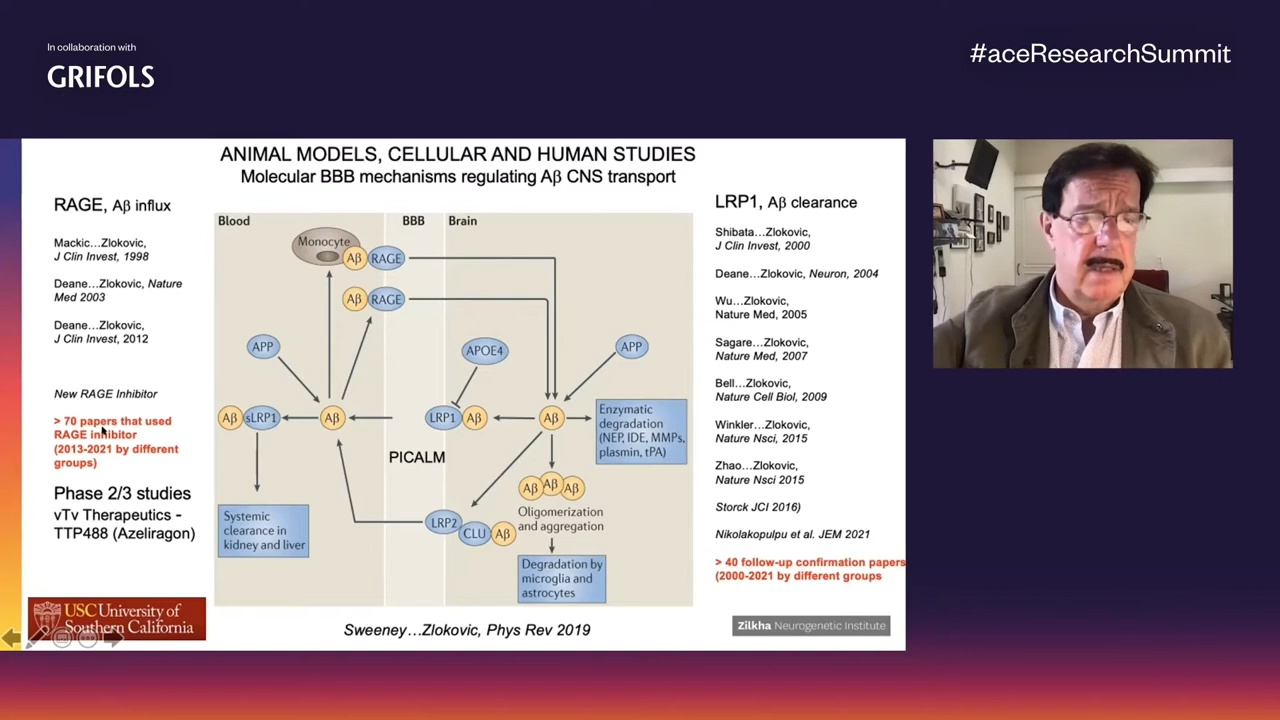 In collaboration with
GRIFOLS
#aceResearchSummit
ANIMAL MODELS, CELLULAR AND HUMAN STUDIES
Molecular BBB mechanisms regulating Aβ CNS transport
RAGE, Aβ influx
Mackic…Zlokovic,
J Clin Invest, 1998
Deane…Zlokovic, Nature
Med 2003
Deane…Zlokovic,
J Clin Invest, 2012
New RAGE Inhibitor
> 70 papers that used
RAGE inhibitor
(2013-2021 by different
groups)
Phase 2/3 studies
vTv Therapeutics -
TTP488 (Azeliragon)
Blood
BBB
Brain
Monocyte
Aβ
RAGE
Aβ
RAGE
APP
APOE4
APP
Aβ
sLRP1
Aβ
LRP1
Aβ
Aβ
Enzymatic
degradation
(NEP, IDE, MMPs,
plasmin, tPA)
PICALM
Aβ
Aβ
Aβ
Oligomerization
and aggregation
LRP2
CLU
Aβ
Systemic
clearance in
kidney and liver
Degradation by
microglia and
astrocytes
LRP1, Aβ clearance
Shibata…Zlokovic,
J Clin Invest, 2000
Deane…Zlokovic, Neuron, 2004
Wu…Zlokovic,
Nature Med, 2005
Sagare…Zlokovic,
Nature Med, 2007
Bell…Zlokovic,
Nature Cell Biol, 2009
Winkler…Zlokovic,
Nature Nsci, 2015
Zhao…Zlokovic,
Nature Nsci 2015
Storck JCI 2016)
Nikolakopulpu et al. JEM 2021
> 40 follow-up confirmation papers
(2000-2021 by different groups
USC University of
Southern California
Sweeney…Zlokovic, Phys Rev 2019
Zilkha Neurogenetic Institute